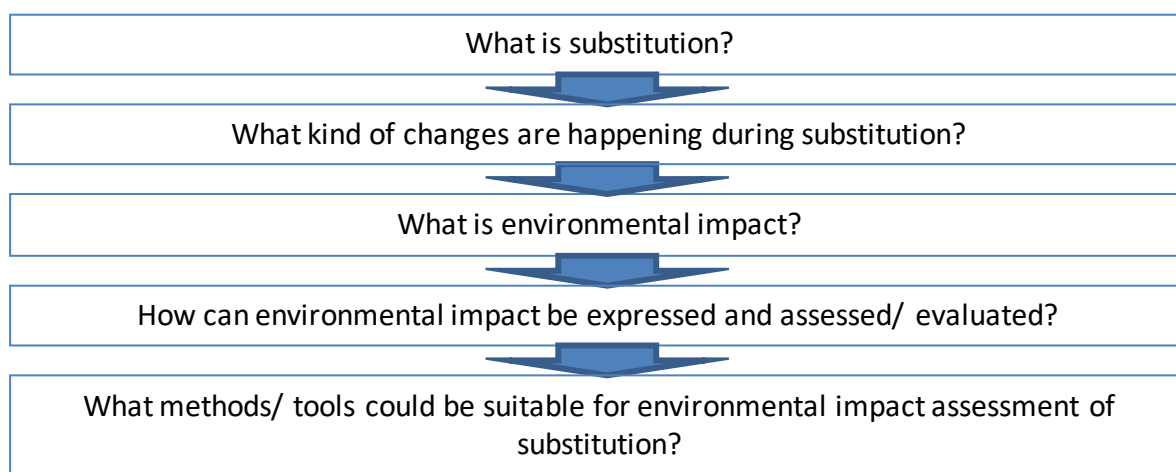 What is substitution?
What kind of changes are happening during substitution?
What is environmental impact?
How can environmental impact be expressed and assessed/ evaluated?
What methods/ tools could be suitable for environmental impact assessment of
substitution?